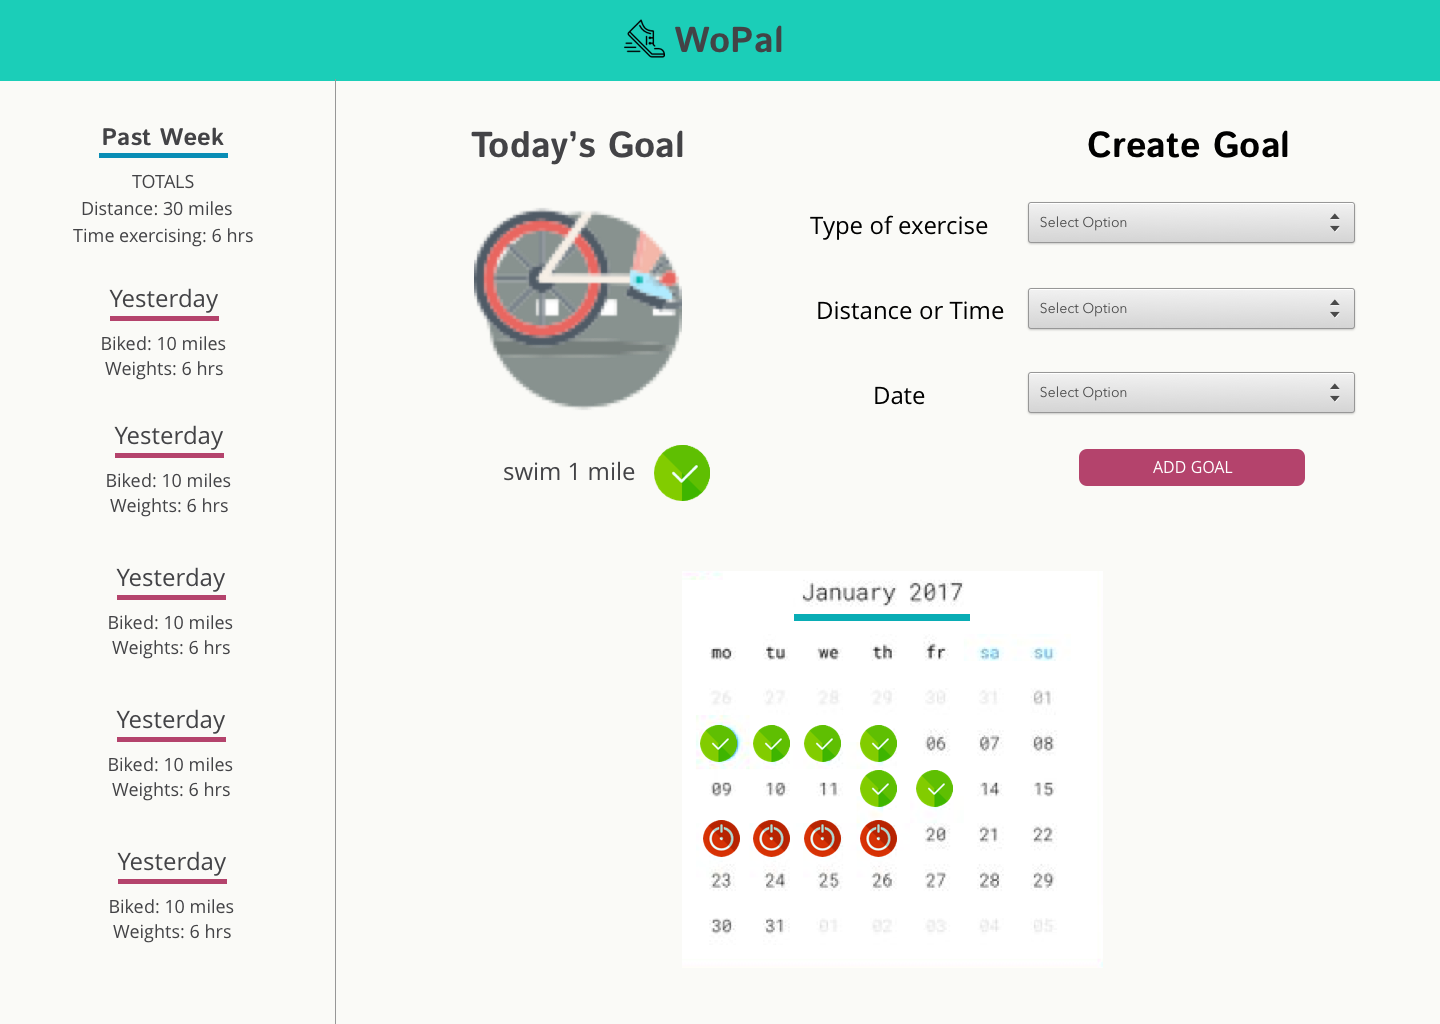 WoPal
Past Week
TOTALS
Distance: 30 miles
Time exercising: 6 hrs
Yesterday
Biked: 10 miles
Weights: 6 hrs
Yesterday
Biked: 10 miles
Weights: 6 hrs
Yesterday
Biked: 10 miles
Weights: 6 hrs
Yesterday
Biked: 10 miles
Weights: 6 hrs
Yesterday
Biked: 10 miles
Weights: 6 hrs
Today's Goal
swim 1 mile
Create Goal
Type of exercise Select Option
Distance or Time Select Option
Date Select Option
ADD GOAL
January 2017
mo tu we th fr sa su
26 27 28 29 30 31 01
06 07 08
09 10 11 14 15
20 21 22
23 24 25 26 27 28 29
30 31 01 02 03 04 05